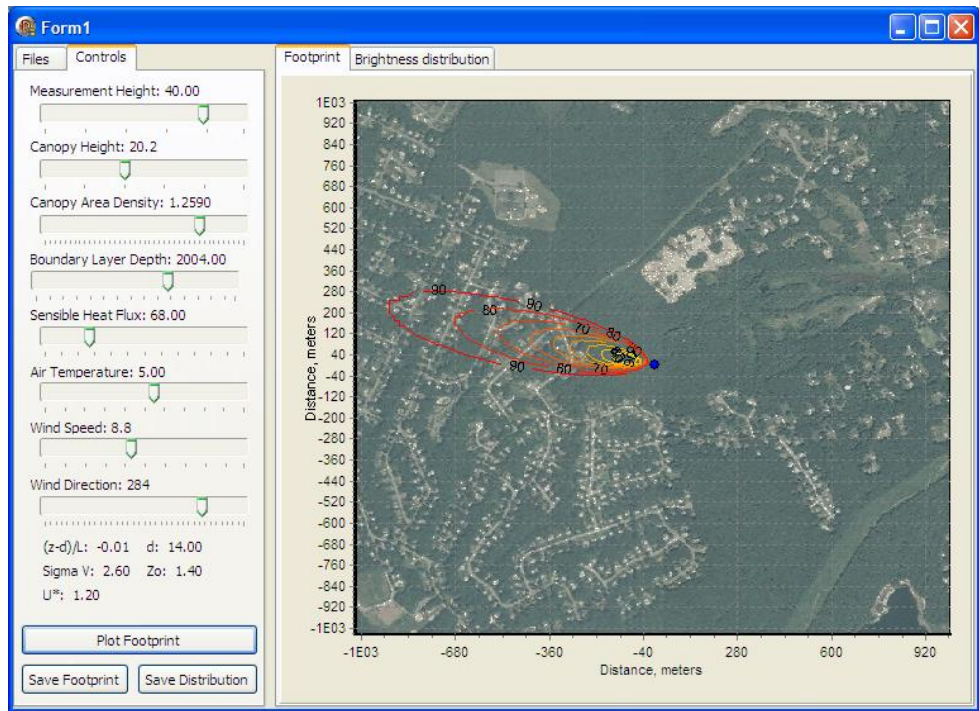 Form1
Files Controls
Measurement Height: 40.00
Canopy Height: 20.2
Canopy Area Density: 1.2590
Boundary Layer Depth: 2004.00
Sensible Heat Flux: 68.00
Air Temperature: 5.00
Wind Speed: 8.8
Wind Direction: 284
(z-d)/L: -0.01 d: 14.00
Sigma V: 2.60 Zo: 1.40
U*: 1.20
Plot Footprint
Save Footprint Save Distribution
Footprint Brightness distribution
1E03
920
840
760
680
600
520
440
360
280
200
120
40
-40
-120
-200
-280
-360
-440
-520
-600
-680
-760
-840
-920
-1E03
Distance, meters
90 90
80 80
70
90 80 70
-1E03 -680 -360 -40 280 600 920
Distance, meters